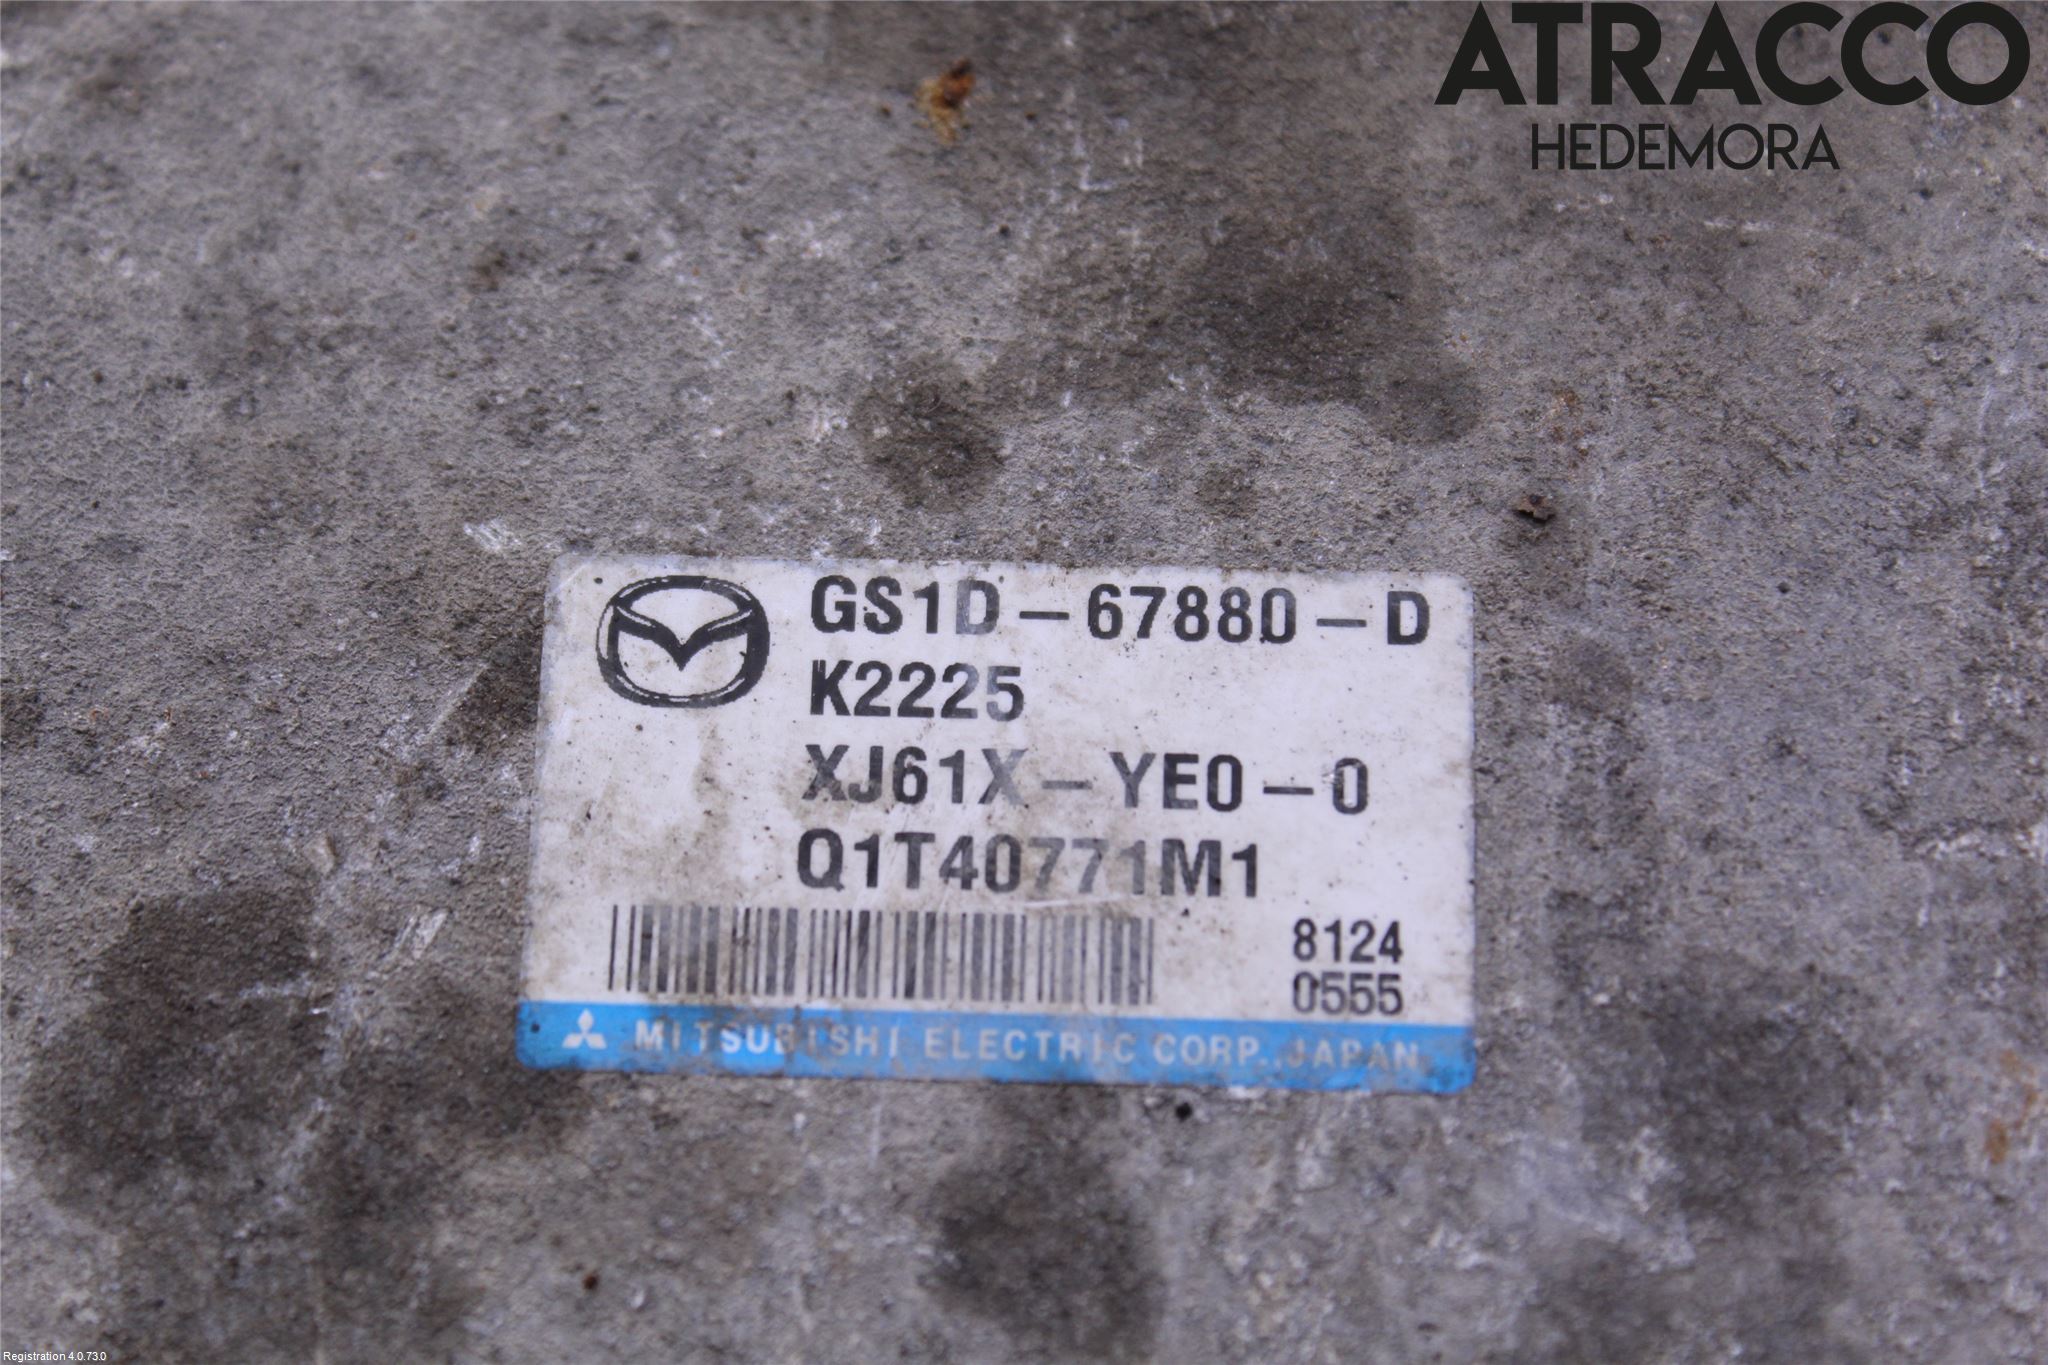 ATRACCO
HEDEMORA
GS1D-67880-D
K2225
XJ61X-YE0-0
Q1T40771M1
8124
0555
MITSUBISHI ELECTRIC CORP. JAPAN
Registration 4.0.73.0